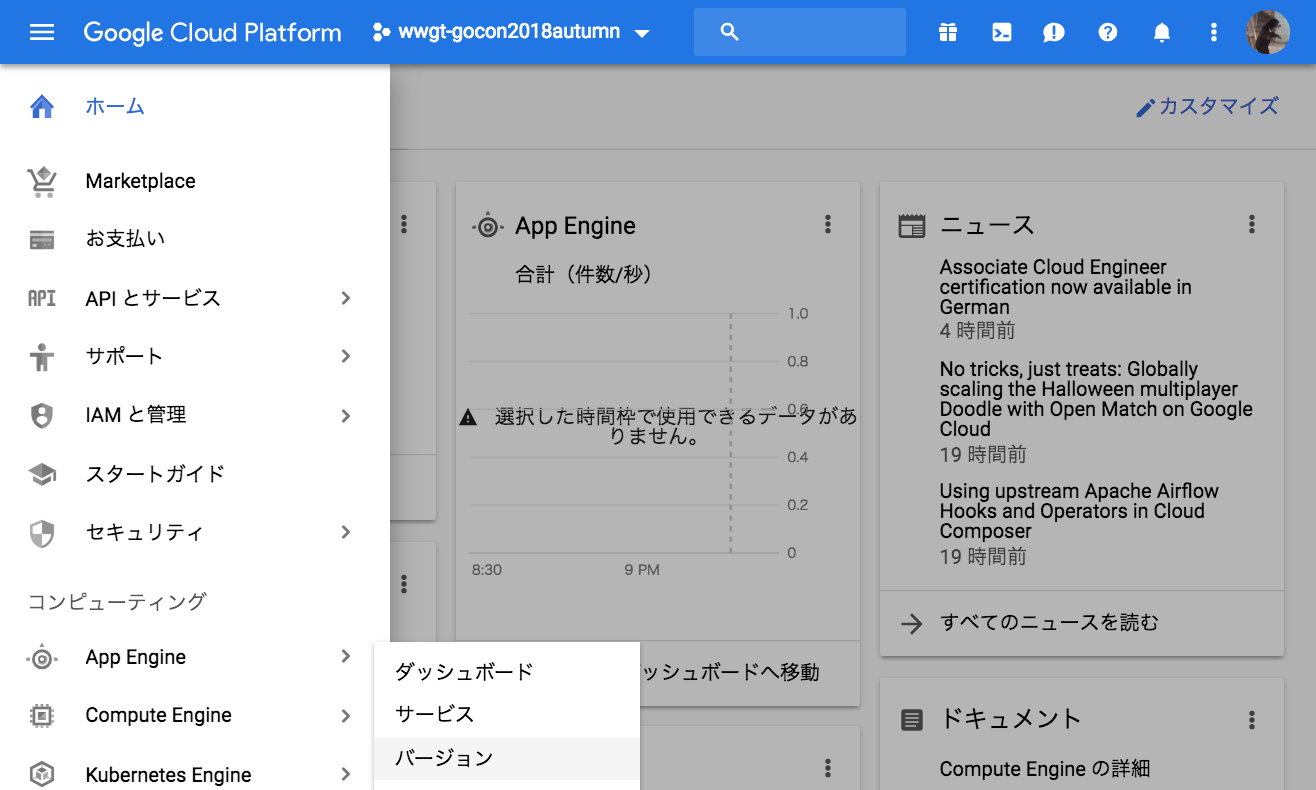 Google Cloud Platform
wwgt-gocon2018autumn
ホーム
Marketplace
お支払い
API
API とサービス
サポート
IAM と管理
スタートガイド
セキュリティ
コンピューティング
App Engine
Compute Engine
Kubernetes Engine
ダッシュボード
サービス
バージョン
カスタマイズ
App Engine
合計（件数/秒）
1.0
0.8
0.6
0.4
0.2
0
選択した時間枠で使用できるデータがあ
りません。
8:30
9 PM
ッシュボードへ移動
ニュース
Associate Cloud Engineer
certification now available in
German
4 時間前
No tricks, just treats: Globally
scaling the Halloween multiplayer
Doodle with Open Match on Google
Cloud
19 時間前
Using upstream Apache Airflow
Hooks and Operators in Cloud
Composer
19 時間前
すべてのニュースを読む
ドキュメント
Compute Engine の詳細